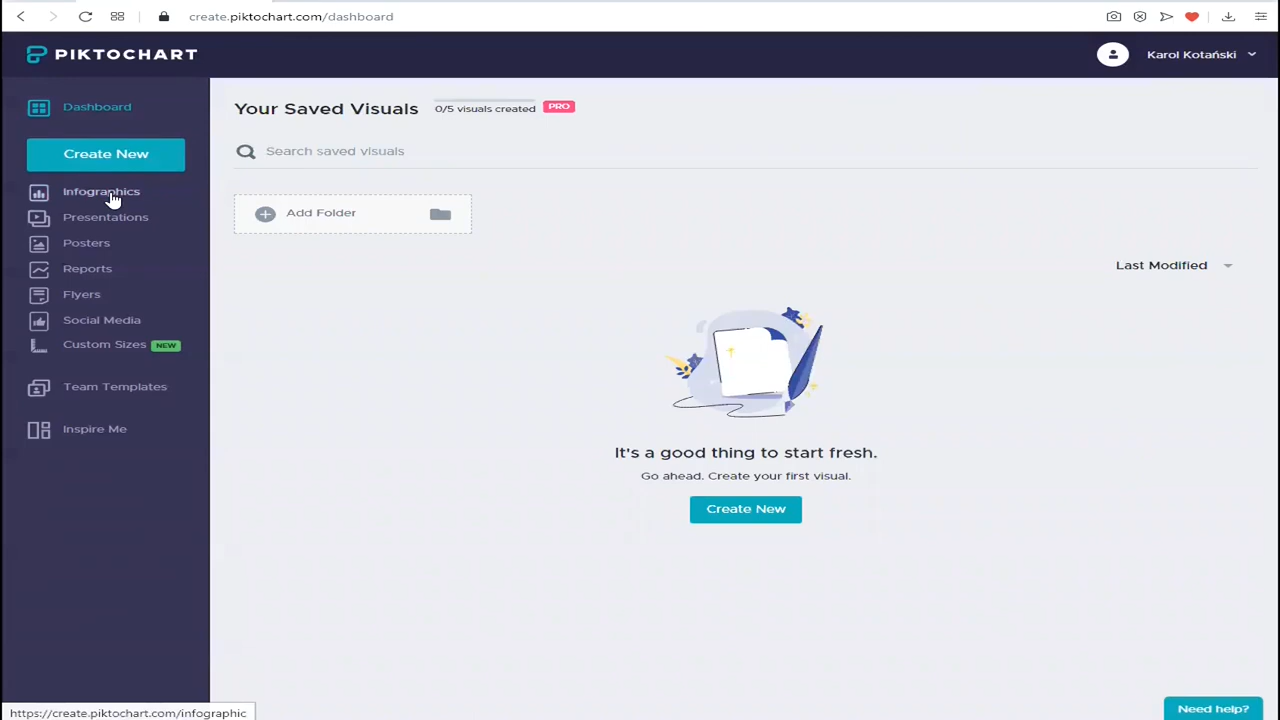 create.piktochart.com/dashboard
PIKTOCHART
Karol Kotański
Dashboard
Create New
Infographics
Presentations
Posters
Reports
Flyers
Social Media
Custom Sizes NEW
Team Templates
Inspire Me
Your Saved Visuals 0/5 visuals created PRO
Search saved visuals
Add Folder
Last Modified
It's a good thing to start fresh.
Go ahead. Create your first visual.
Create New
https://create.piktochart.com/infographic
Need help?